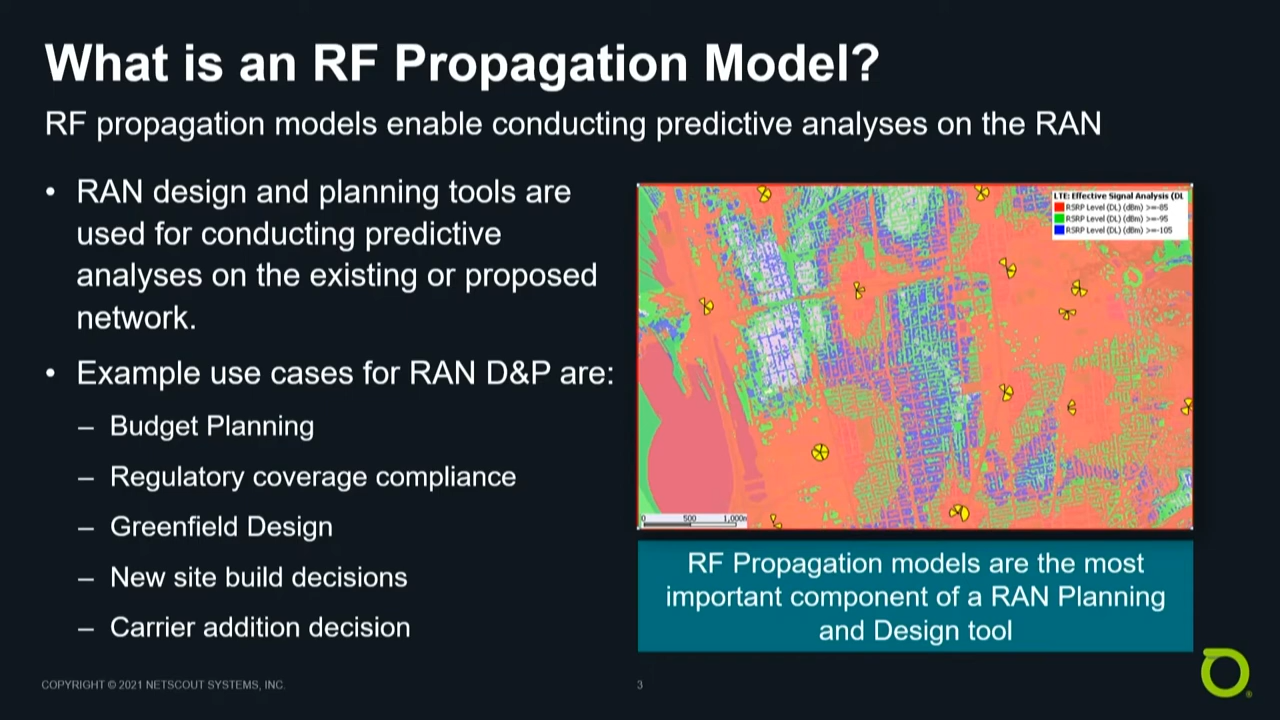 What is an RF Propagation Model?
RF propagation models enable conducting predictive analyses on the RAN
• RAN design and planning tools are
used for conducting predictive
analyses on the existing or proposed
network.
• Example use cases for RAN D&P are:
– Budget Planning
– Regulatory coverage compliance
– Greenfield Design
– New site build decisions
– Carrier addition decision
LTE: Effective Signal Analysis (DL
RSRP Level (DL) (dBm) >=-85
RSRP Level (DL) (dBm) >=-95
RSRP Level (DL) (dBm) >=-105
0 500 1,000m
RF Propagation models are the most
important component of a RAN Planning
and Design tool
COPYRIGHT © 2021 NETSCOUT SYSTEMS, INC.
3